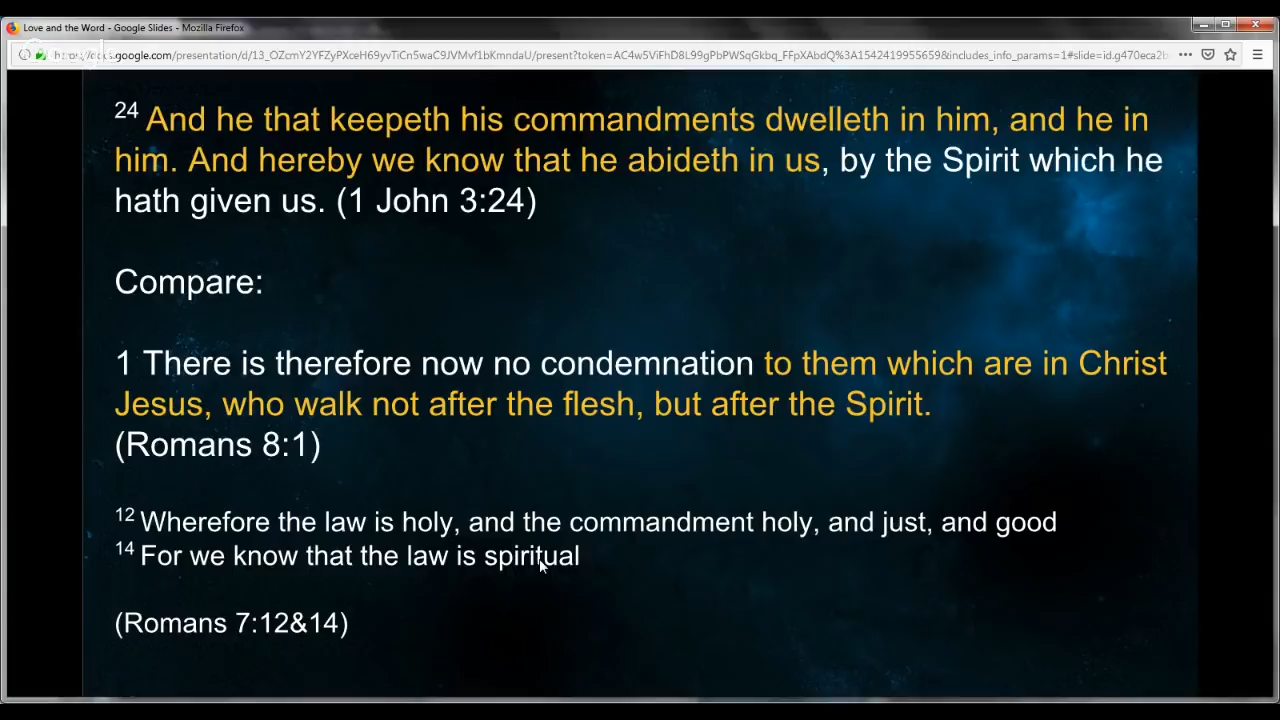 Love and the Word - Google Slides - Mozilla Firefox
24 And he that keepeth his commandments dwelleth in him, and he in
him. And hereby we know that he abideth in us, by the Spirit which he
hath given us. (1 John 3:24)
Compare:
1 There is therefore now no condemnation to them which are in Christ
Jesus, who walk not after the flesh, but after the Spirit.
(Romans 8:1)
12 Wherefore the law is holy, and the commandment holy, and just, and good
14 For we know that the law is spiritual
(Romans 7:12&14)